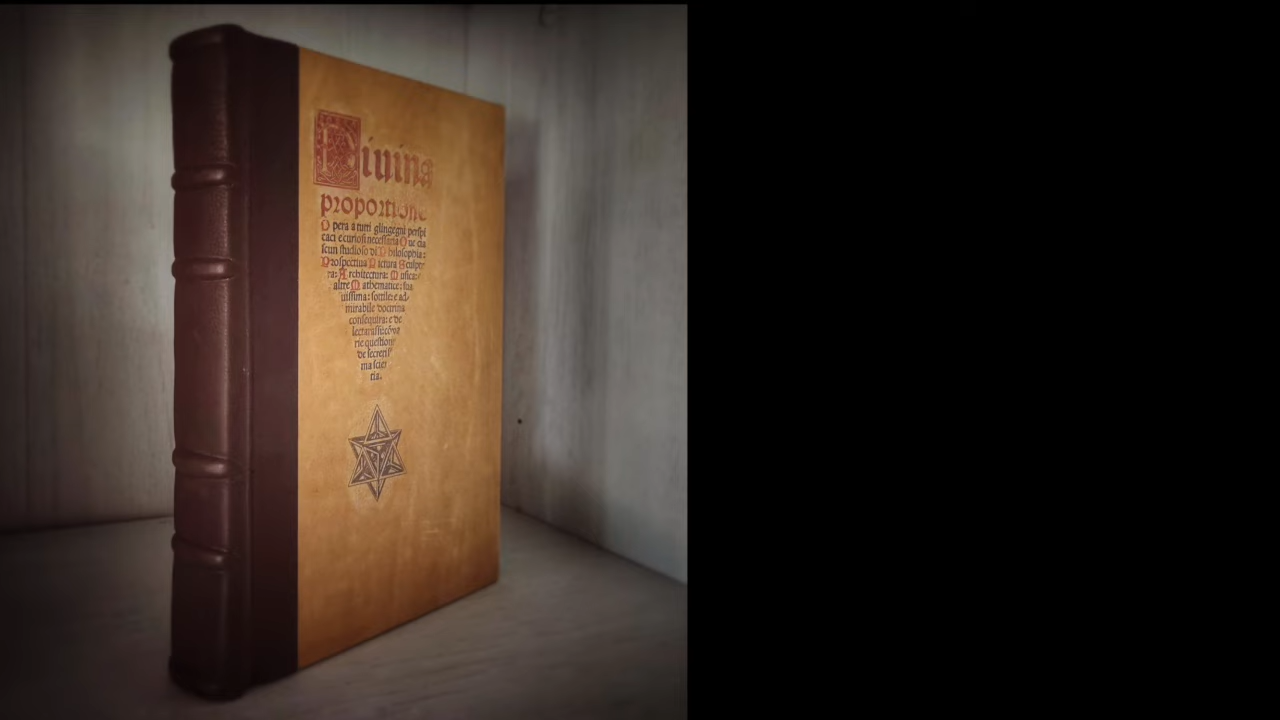 Diuina
proportione
Opera a tutti glingegni perspi
caci e curiosi necessaria Oue cia
scun studioso di Philosophia:
Prospectiua Pictura Sculptu
ra: Architectura: Musica:
altre Mathematice: sua
uissima: sottile: e ad
mirabile doctrina
consequira: e de
lectarassi: cõ va
rie questione
de secretissi
ma scien
tia.